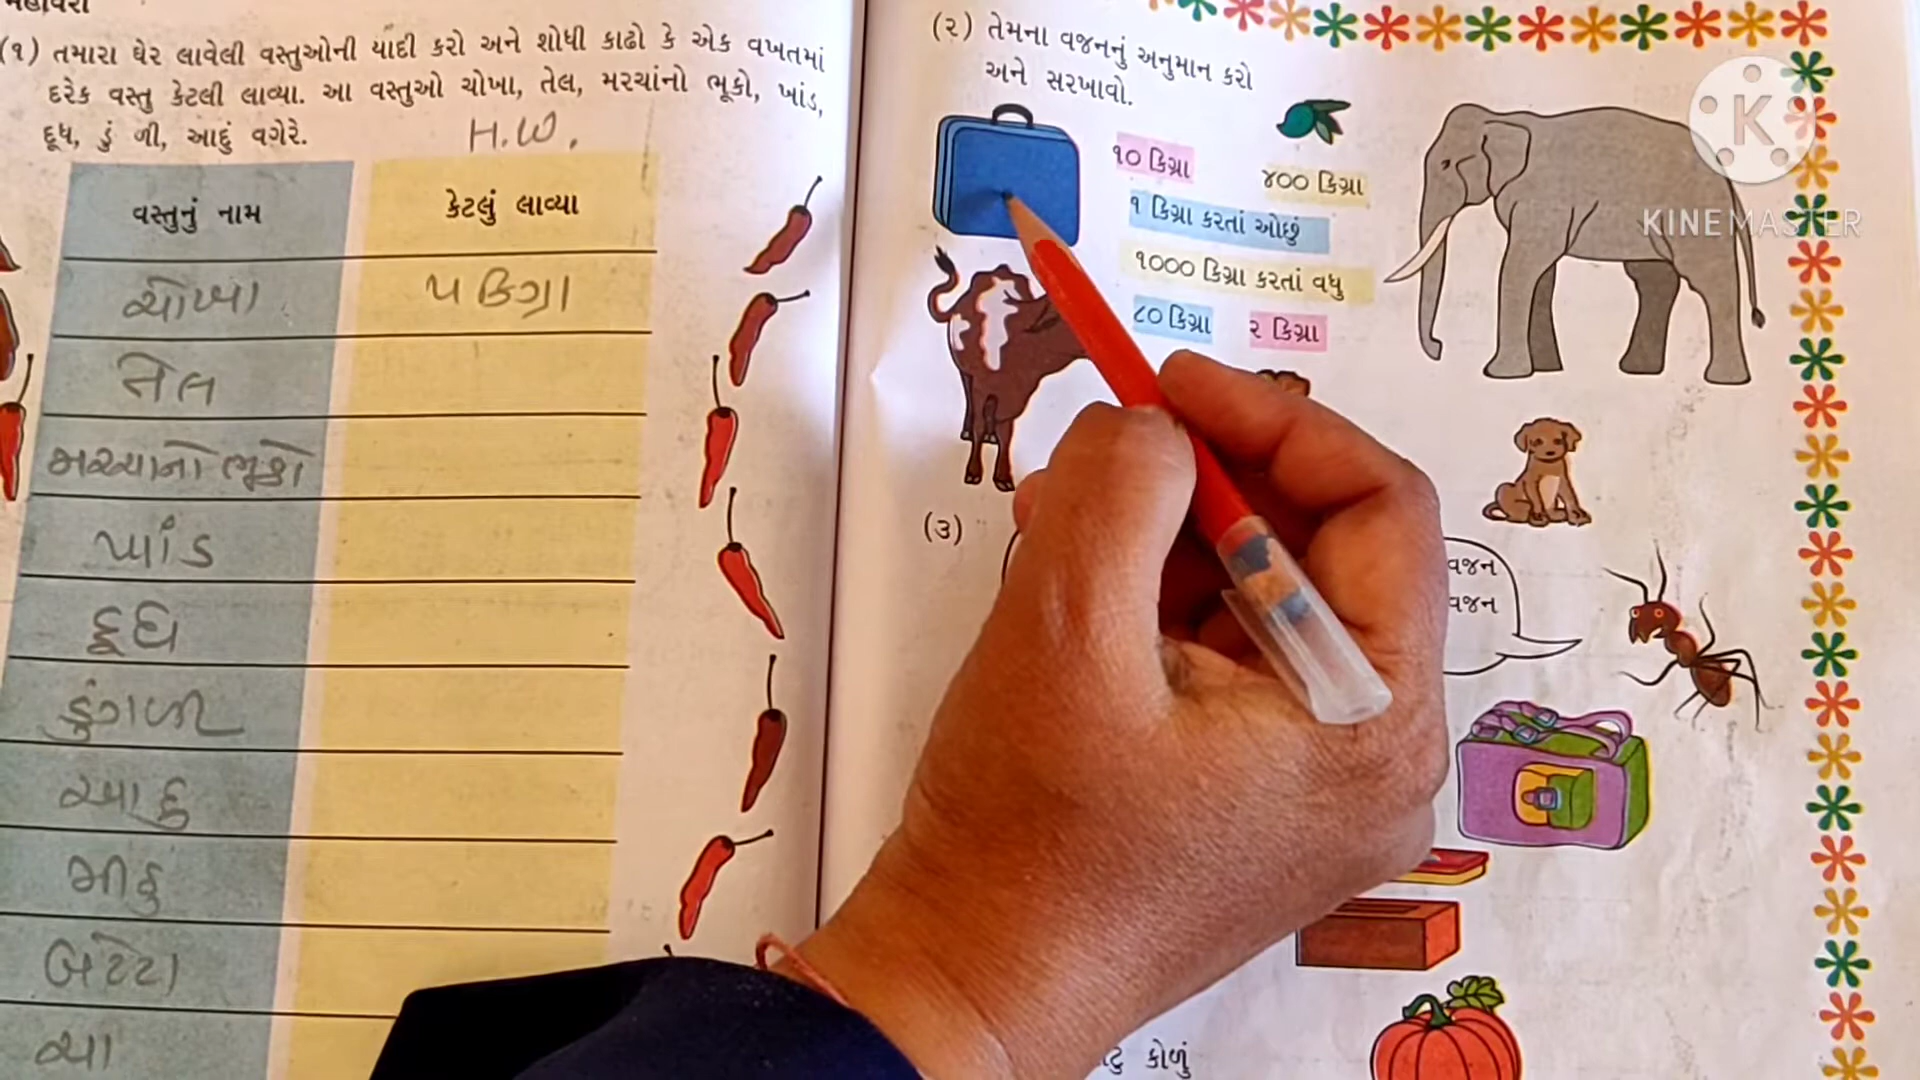 મહાવરો
(૧) તમારા ઘેર લાવેલી વસ્તુઓની યાદી કરો અને શોધી કાઢો કે એક વખતમાં
દરેક વસ્તુ કેટલી લાવ્યા. આ વસ્તુઓ ચોખા, તેલ, મરચાંનો ભૂકો, ખાંડ,
દૂધ, ડું ળી, આદું વગેરે.
H.W.
વસ્તુનું નામ
કેટલું લાવ્યા
ચોખા
૫ કિગ્રા
તેલ
મરચાનો ભૂકો
ખાંડ
દૂધ
ડુંગળી
આદુ
મીઠું
બટેટા
ચા
(૨) તેમના વજનનું અનુમાન કરો
અને સરખાવો.
૧૦ કિગ્રા
૪૦૦ કિગ્રા
૧ કિગ્રા કરતાં ઓછું
૧૦૦૦ કિગ્રા કરતાં વધુ
૮૦ કિગ્રા
૨ કિગ્રા
(૩)
વજન
વજન
કોળું
K
KINEMASTER